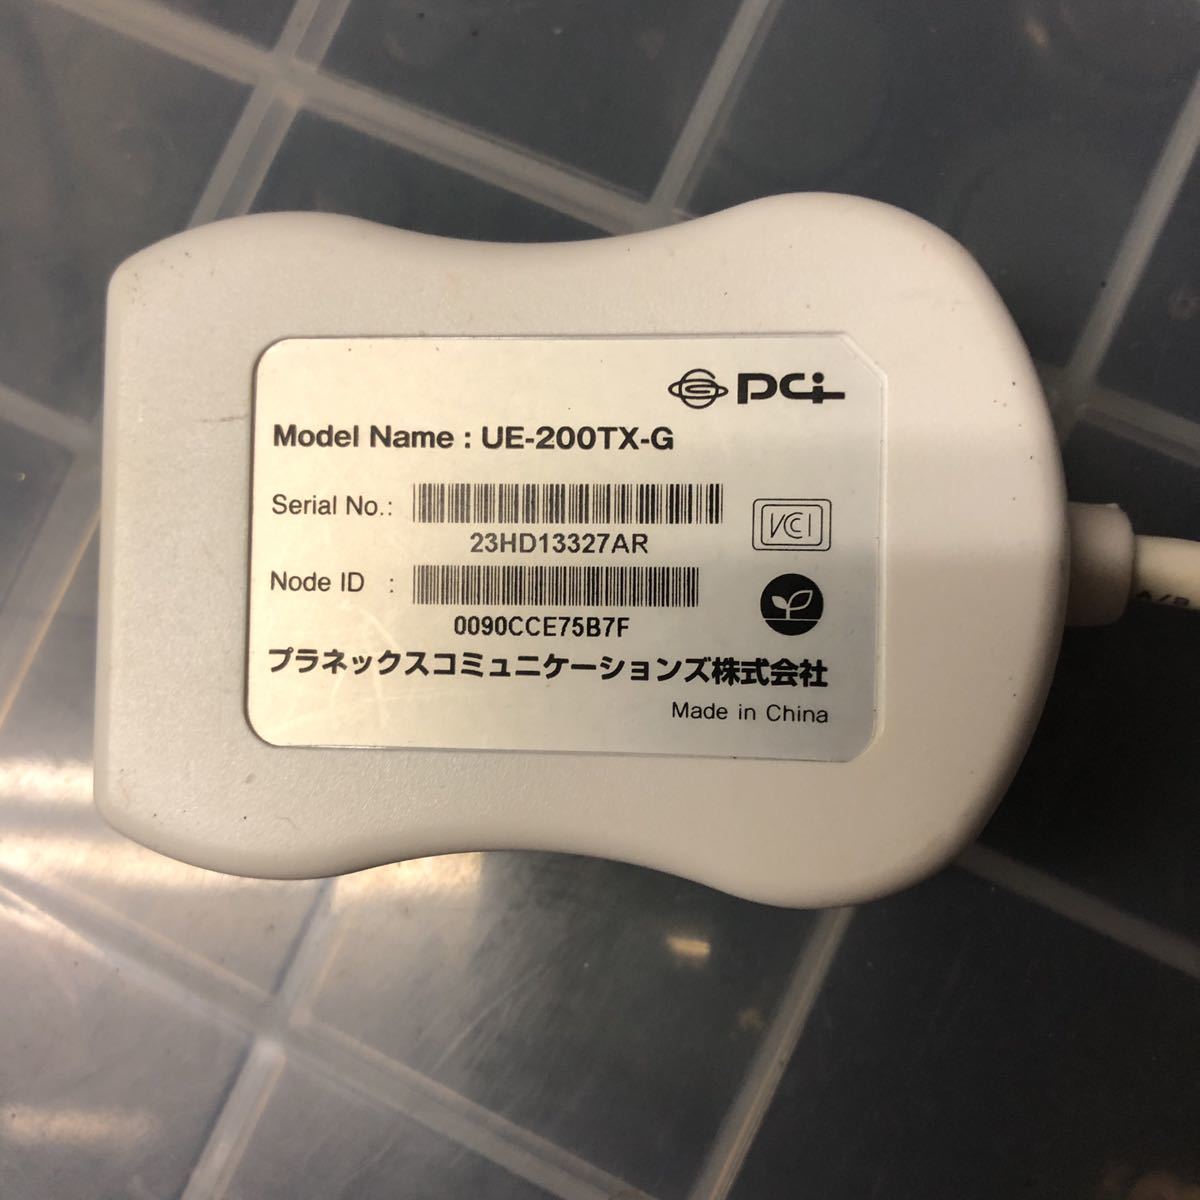 PCi
Model Name : UE-200TX-G
Serial No.:
23HD13327AR
VCCI
Node ID :
0090CCE75B7F
プラネックスコミュニケーションズ株式会社
Made in China